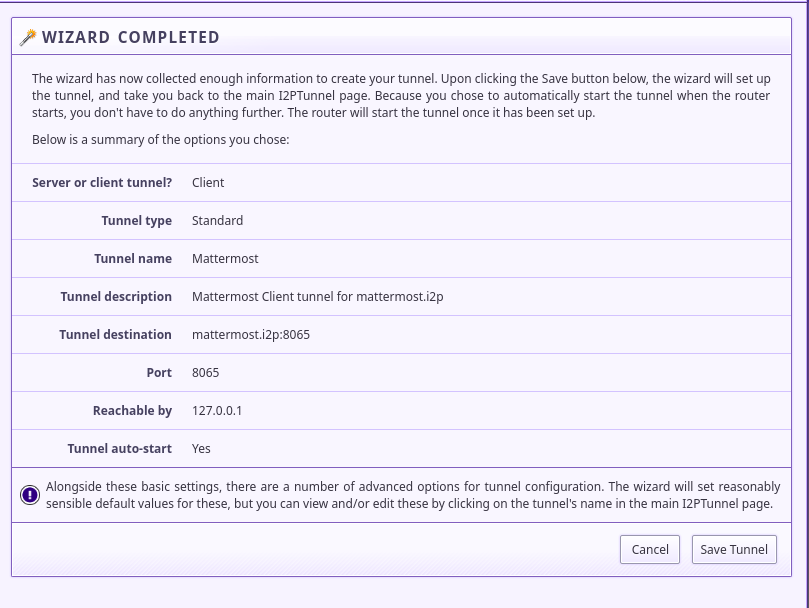 WIZARD COMPLETED
The wizard has now collected enough information to create your tunnel. Upon clicking the Save button below, the wizard will set up
the tunnel, and take you back to the main I2PTunnel page. Because you chose to automatically start the tunnel when the router
starts, you don't have to do anything further. The router will start the tunnel once it has been set up.
Below is a summary of the options you chose:
Server or client tunnel? Client
Tunnel type Standard
Tunnel name Mattermost
Tunnel description Mattermost Client tunnel for mattermost.i2p
Tunnel destination mattermost.i2p:8065
Port 8065
Reachable by 127.0.0.1
Tunnel auto-start Yes
Alongside these basic settings, there are a number of advanced options for tunnel configuration. The wizard will set reasonably
sensible default values for these, but you can view and/or edit these by clicking on the tunnel's name in the main I2PTunnel page.
Cancel Save Tunnel